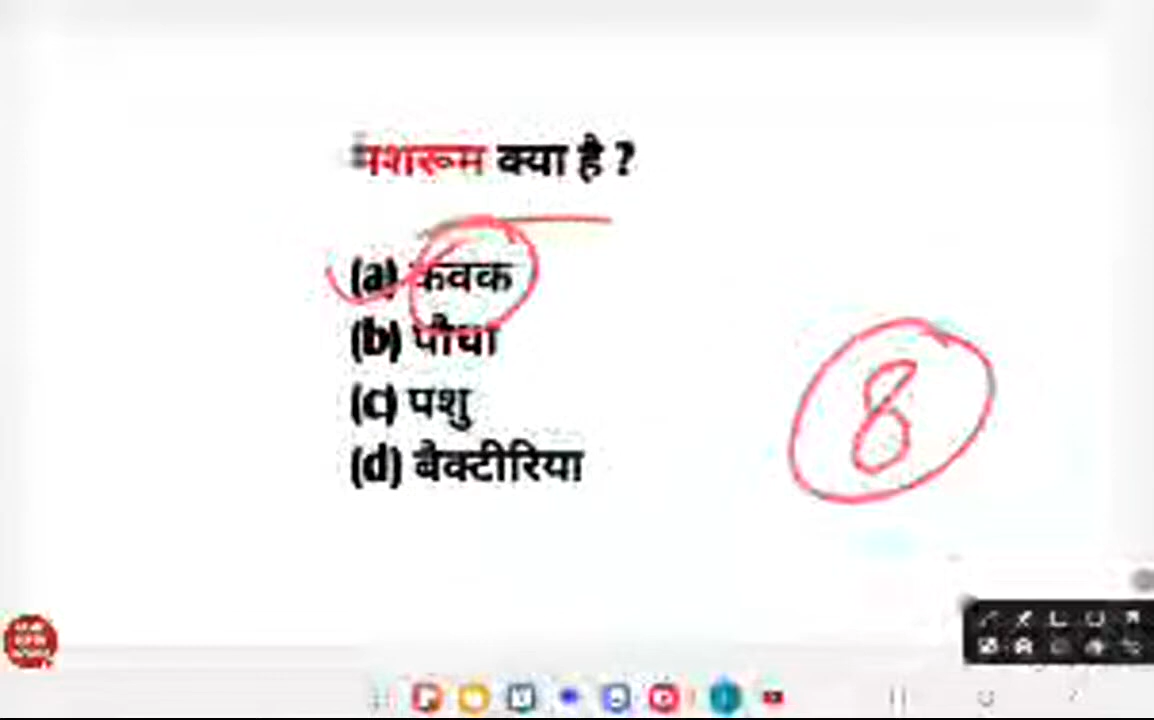 मशरूम क्या है ?
(a) कवक
(b) पौधा
(c) पशु
(d) बैक्टीरिया
8